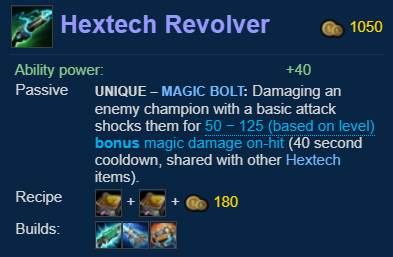 Hextech Revolver 1050
Ability power: +40
Passive UNIQUE – MAGIC BOLT: Damaging an
enemy champion with a basic attack
shocks them for 50 − 125 (based on level)
bonus magic damage on-hit (40 second
cooldown, shared with other Hextech
items).
Recipe + + 180
Builds: